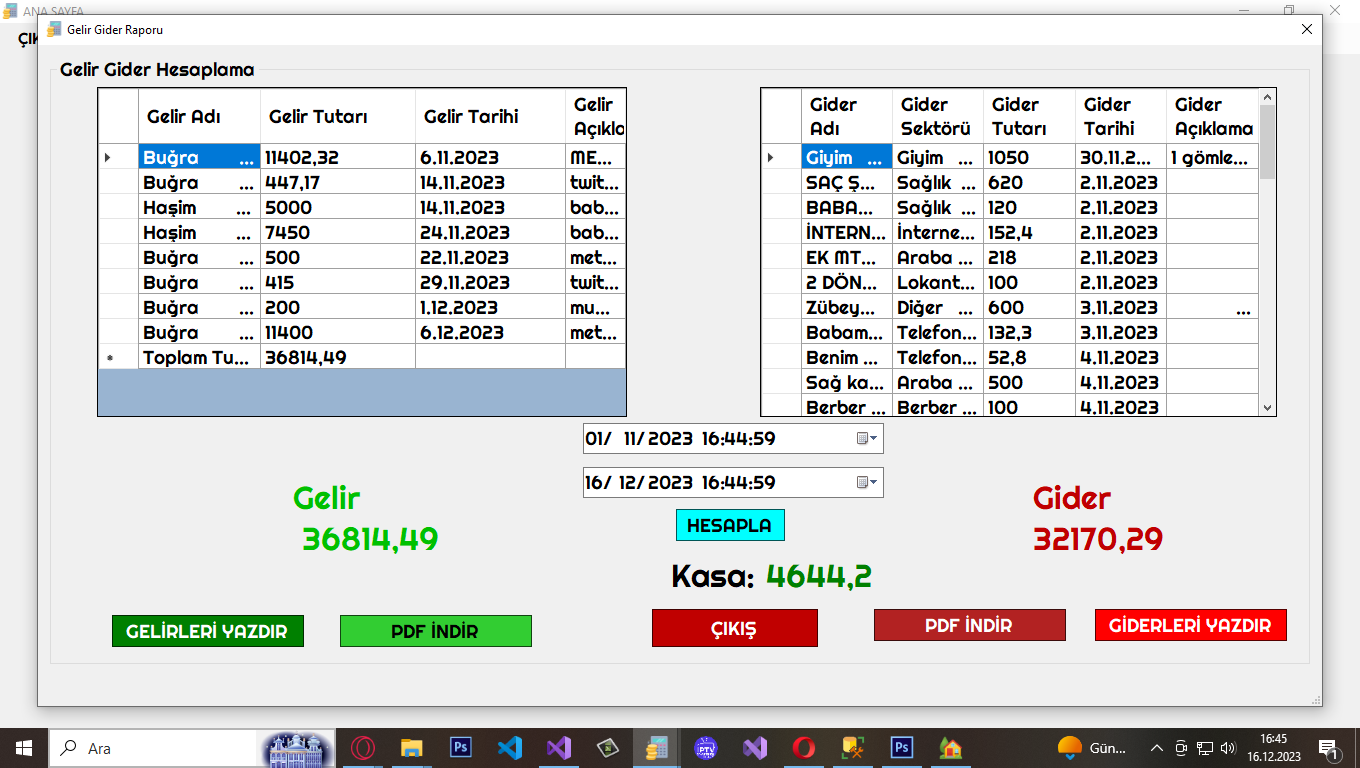 ANA SAYFA
Gelir Gider Raporu
Gelir Gider Hesaplama
Gelir Adı Gelir Tutarı Gelir Tarihi Gelir Açıkla
Buğra ... 11402,32 6.11.2023 ME...
Buğra ... 447,17 14.11.2023 twit...
Haşim ... 5000 14.11.2023 bab...
Haşim ... 7450 24.11.2023 bab...
Buğra ... 500 22.11.2023 met...
Buğra ... 415 29.11.2023 twit...
Buğra ... 200 1.12.2023 mu...
Buğra ... 11400 6.12.2023 met...
Toplam Tu... 36814,49
Gider Adı Gider Sektörü Gider Tutarı Gider Tarihi Gider Açıklama
Giyim ... Giyim ... 1050 30.11.2... 1 gömle...
SAÇ Ş... Sağlık ... 620 2.11.2023
BABA... Sağlık ... 120 2.11.2023
İNTERN... İnterne... 152,4 2.11.2023
EK MT... Araba ... 218 2.11.2023
2 DÖN... Lokant... 100 2.11.2023
Zübey... Diğer ... 600 3.11.2023 ...
Babam... Telefon... 132,3 3.11.2023
Benim ... Telefon... 52,8 4.11.2023
Sağ ka... Araba ... 500 4.11.2023
Berber ... Berber ... 100 4.11.2023
01/ 11/ 2023 16:44:59
16/ 12/ 2023 16:44:59
HESAPLA
Gelir
36814,49
Gider
32170,29
Kasa: 4644,2
GELİRLERİ YAZDIR
PDF İNDİR
ÇIKIŞ
PDF İNDİR
GİDERLERİ YAZDIR
Ara
Ps
IPTV
Ps
Gün...
16:45
16.12.2023
1